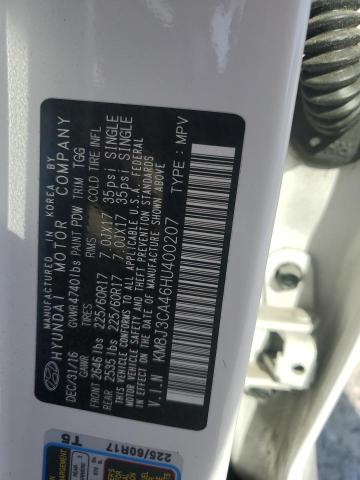 MANUFACTURED IN KOREA BY
HYUNDAI MOTOR COMPANY
DEC/31/16 GVWR 4740lbs PAINT PDW TRIM TGG
GAWR TIRES RIMS COLD TIRE INFL
FRONT 2646 lbs 225/60R17 7.0JX17 35psi SINGLE
REAR 2535 lbs 225/60R17 7.0JX17 35psi SINGLE
THIS VEHICLE CONFORMS TO ALL APPLICABLE U.S.A. FEDERAL
MOTOR VEHICLE SAFETY AND THEFT PREVENTION STANDARDS
IN EFFECT ON THE DATE OF MANUFACTURE SHOWN ABOVE.
V.I.N KM8J3CA46HU400207 TYPE : MPV
T5
225/60R17